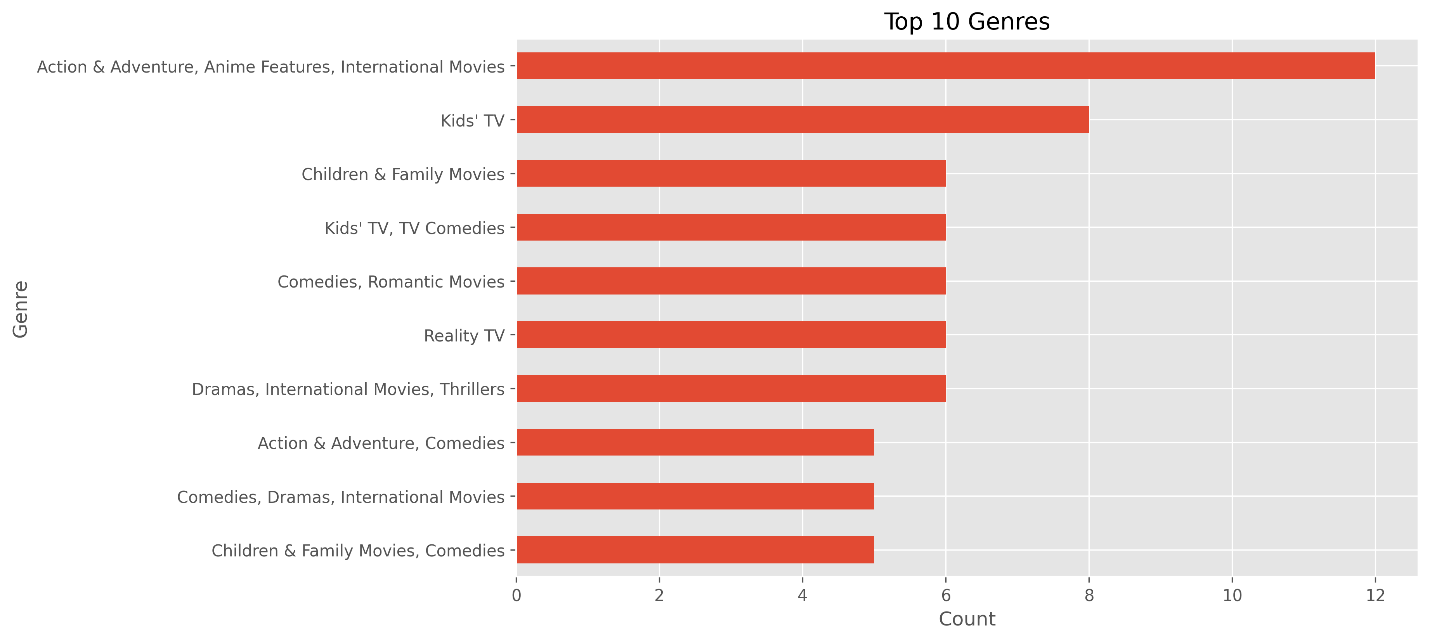 Top 10 Genres
Action & Adventure, Anime Features, International Movies
Kids' TV
Children & Family Movies
Kids' TV, TV Comedies
Comedies, Romantic Movies
Reality TV
Dramas, International Movies, Thrillers
Action & Adventure, Comedies
Comedies, Dramas, International Movies
Children & Family Movies, Comedies
Genre
0 2 4 6 8 10 12
Count